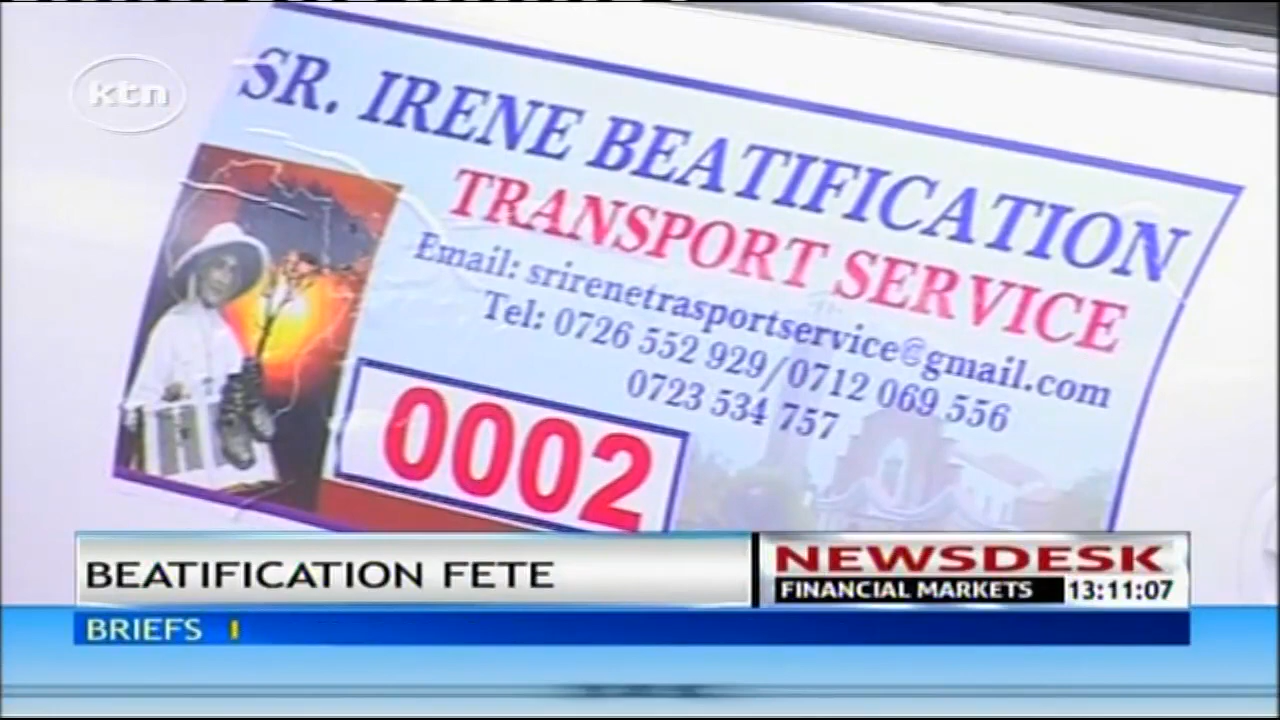 ktn
SR. IRENE BEATIFICATION
TRANSPORT SERVICE
Email: srirenetrasportservice@gmail.com
Tel: 0726 552 929/0712 069 556
0723 534 757
0002
BEATIFICATION FETE
NEWSDESK
FINANCIAL MARKETS 13:11:07
BRIEFS